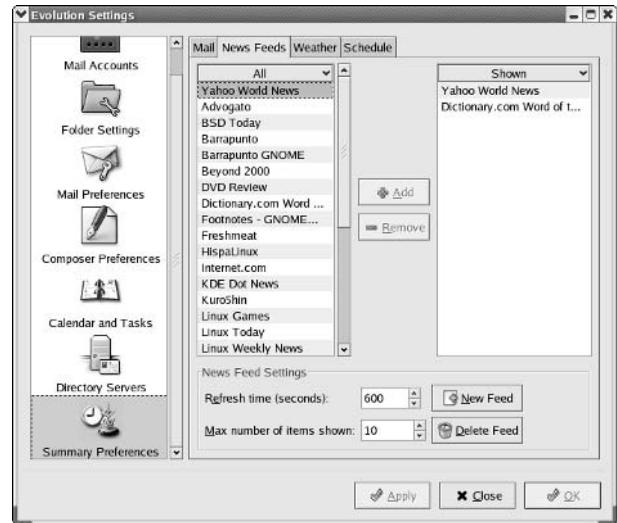 Evolution Settings
Mail Accounts
Folder Settings
Mail Preferences
Composer Preferences
Calendar and Tasks
Directory Servers
Summary Preferences
Mail News Feeds Weather Schedule
All
Yahoo World News
Advogato
BSD Today
Barrapunto
Barrapunto GNOME
Beyond 2000
DVD Review
Dictionary.com Word ...
Footnotes - GNOME...
Freshmeat
HispaLinux
Internet.com
KDE Dot News
Kuro5hin
Linux Games
Linux Today
Linux Weekly News
Add
Remove
Shown
Yahoo World News
Dictionary.com Word of t...
News Feed Settings
Refresh time (seconds): 600 New Feed
Max number of items shown: 10 Delete Feed
Apply Close OK